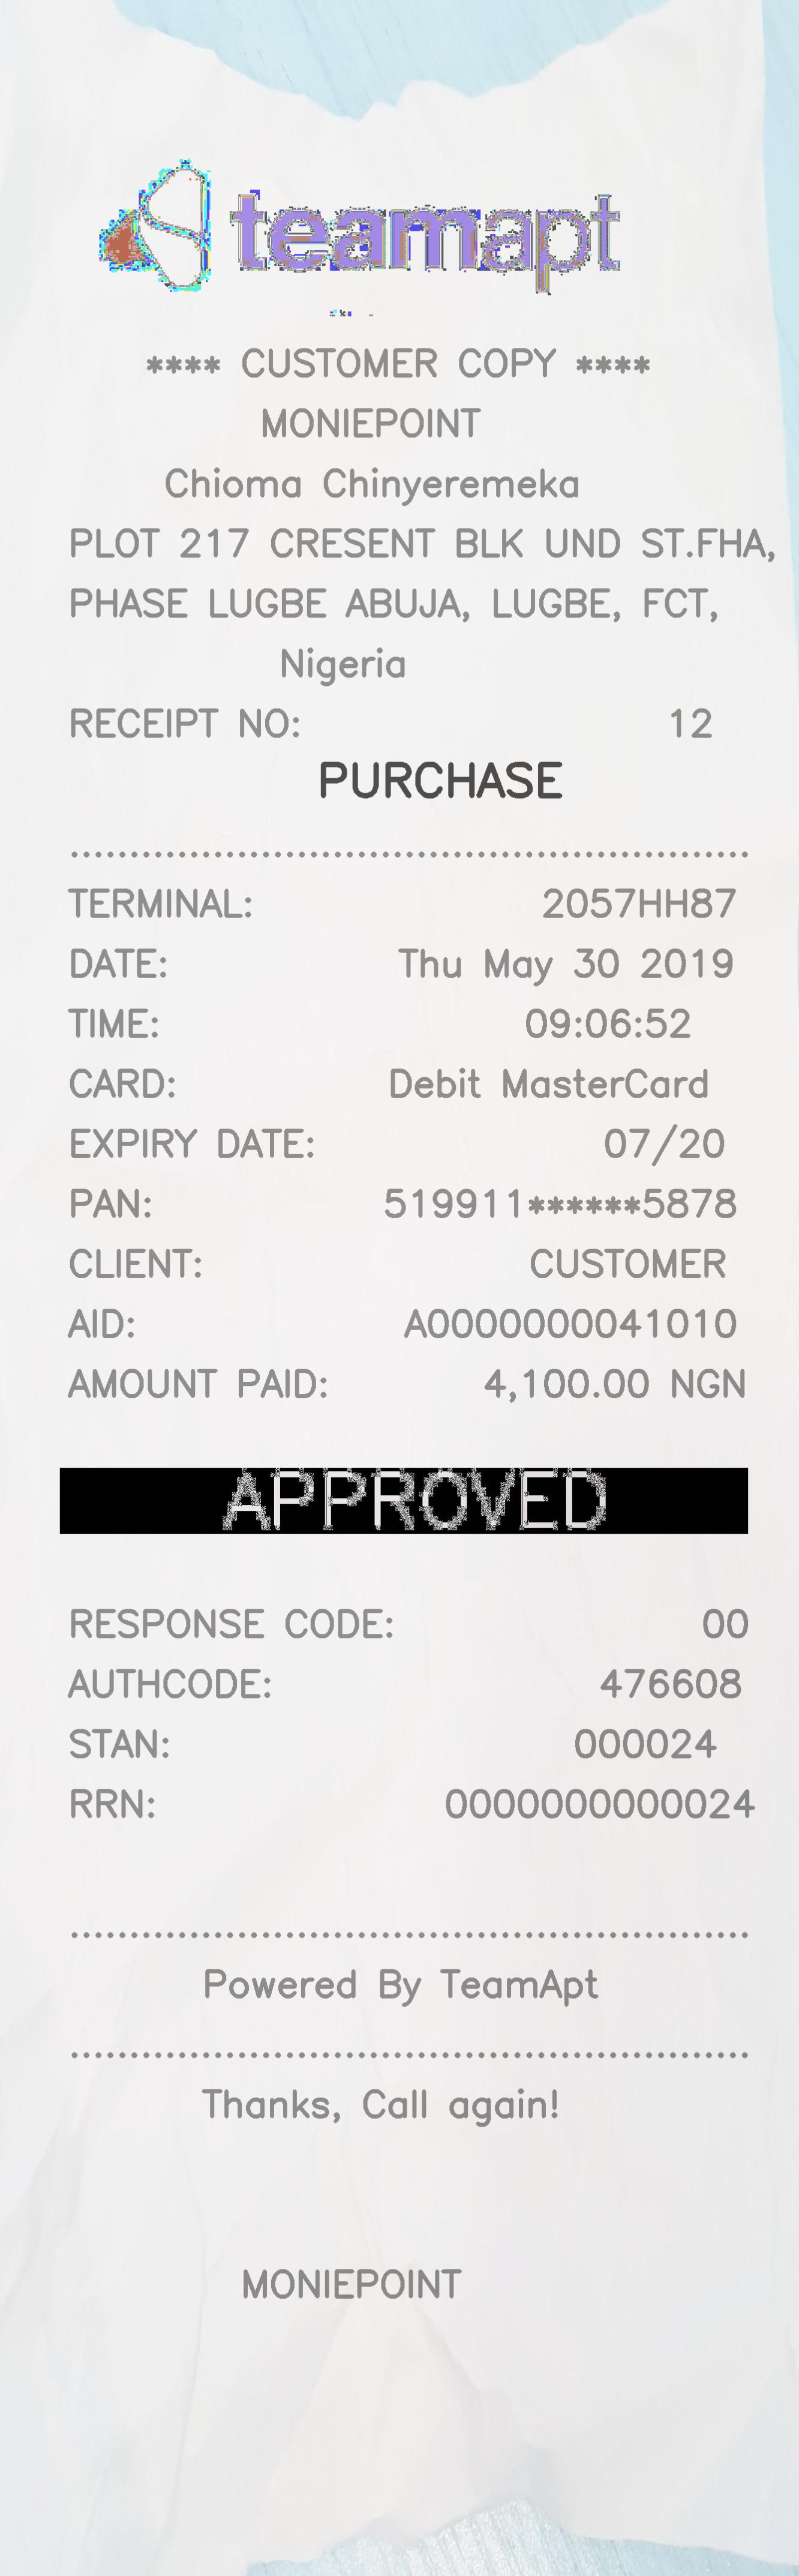 teamapt
**** CUSTOMER COPY ****
MONIEPOINT
Chioma Chinyeremeka
PLOT 217 CRESENT BLK UND ST.FHA,
PHASE LUGBE ABUJA, LUGBE, FCT,
Nigeria
RECEIPT NO: 12
PURCHASE
........................................................
TERMINAL: 2057HH87
DATE: Thu May 30 2019
TIME: 09:06:52
CARD: Debit MasterCard
EXPIRY DATE: 07/20
PAN: 519911******5878
CLIENT: CUSTOMER
AID: A0000000041010
AMOUNT PAID: 4,100.00 NGN
APPROVED
RESPONSE CODE: 00
AUTHCODE: 476608
STAN: 000024
RRN: 0000000000024
........................................................
Powered By TeamApt
........................................................
Thanks, Call again!
MONIEPOINT